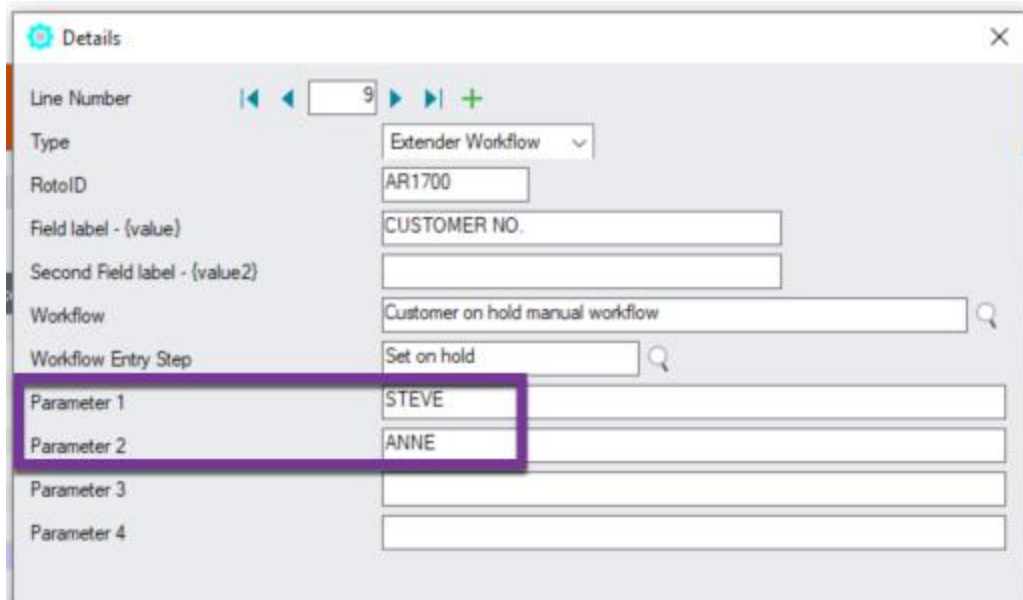 Details
Line Number 9
Type Extender Workflow
RotoID AR1700
Field label - {value} CUSTOMER NO.
Second Field label - {value2}
Workflow Customer on hold manual workflow
Workflow Entry Step Set on hold
Parameter 1 STEVE
Parameter 2 ANNE
Parameter 3
Parameter 4